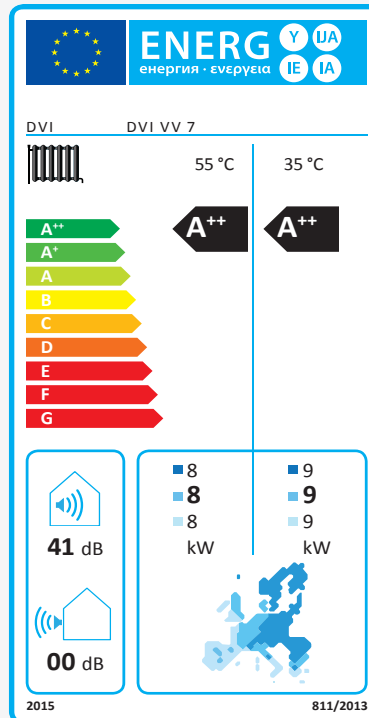 ENERG Y IJA
енергия · ενεργεια IE IA
DVI DVI VV 7
55 °C 35 °C
A++ A++
A++
A+
A
B
C
D
E
F
G
8 9
8 9
8 9
kW kW
41 dB
00 dB
2015 811/2013